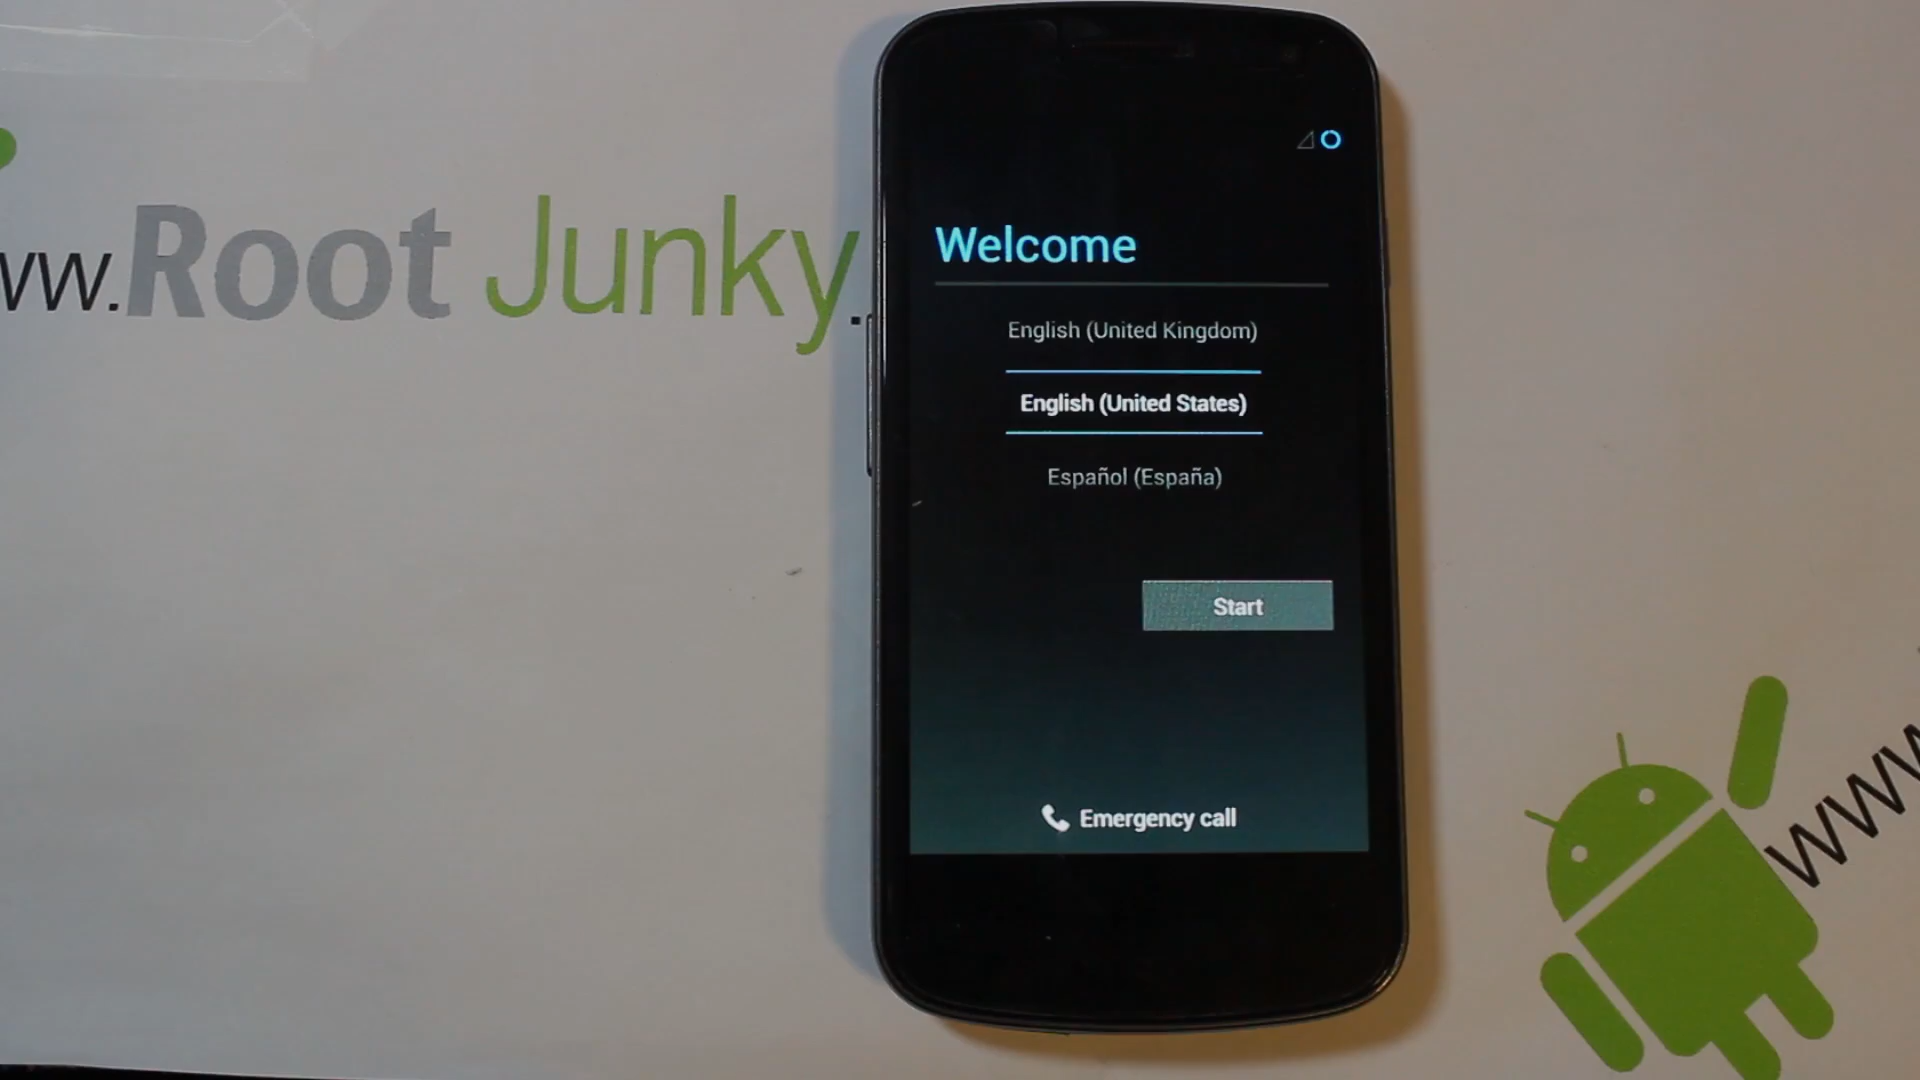 ww.Root Junky.
Welcome
English (United Kingdom)
English (United States)
Español (España)
Start
Emergency call
www